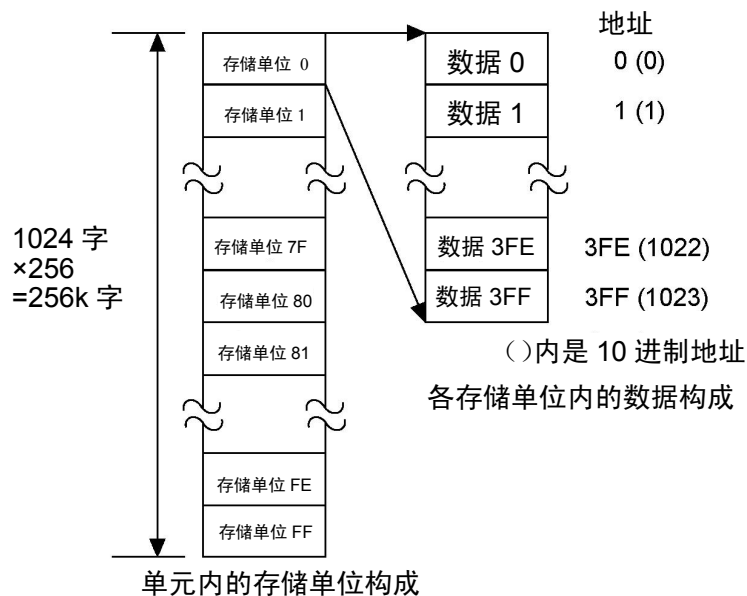 地址
存储单位 0
数据 0
0 (0)
存储单位 1
数据 1
1 (1)
1024 字
×256
=256k 字
存储单位 7F
数据 3FE
3FE (1022)
存储单位 80
数据 3FF
3FF (1023)
存储单位 81
（）内是 10 进制地址
各存储单位内的数据构成
存储单位 FE
存储单位 FF
单元内的存储单位构成